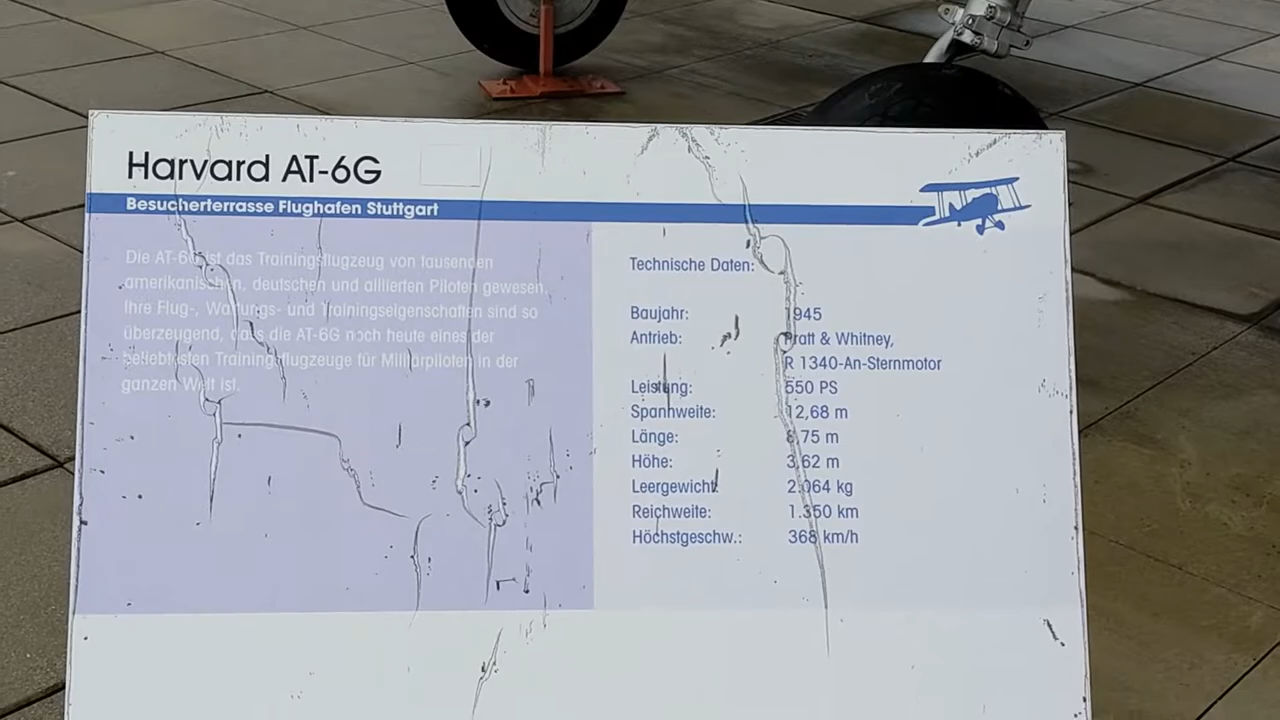 Harvard AT-6G
Besucherterrasse Flughafen Stuttgart
Die AT-6G ist das Trainingsflugzeug von tausenden
amerikanischen, deutschen und alliierten Piloten gewesen.
Ihre Flug-, Wartungs- und Trainingseigenschaften sind so
überzeugend, dass die AT-6G noch heute eines der
beliebtesten Trainingsflugzeuge für Militärpiloten in der
ganzen Welt ist.
Technische Daten:
Baujahr: 1945
Antrieb: Pratt & Whitney,
R 1340-An-Sternmotor
Leistung: 550 PS
Spannweite: 12,68 m
Länge: 8,75 m
Höhe: 3,62 m
Leergewicht: 2.064 kg
Reichweite: 1.350 km
Höchstgeschw.: 368 km/h